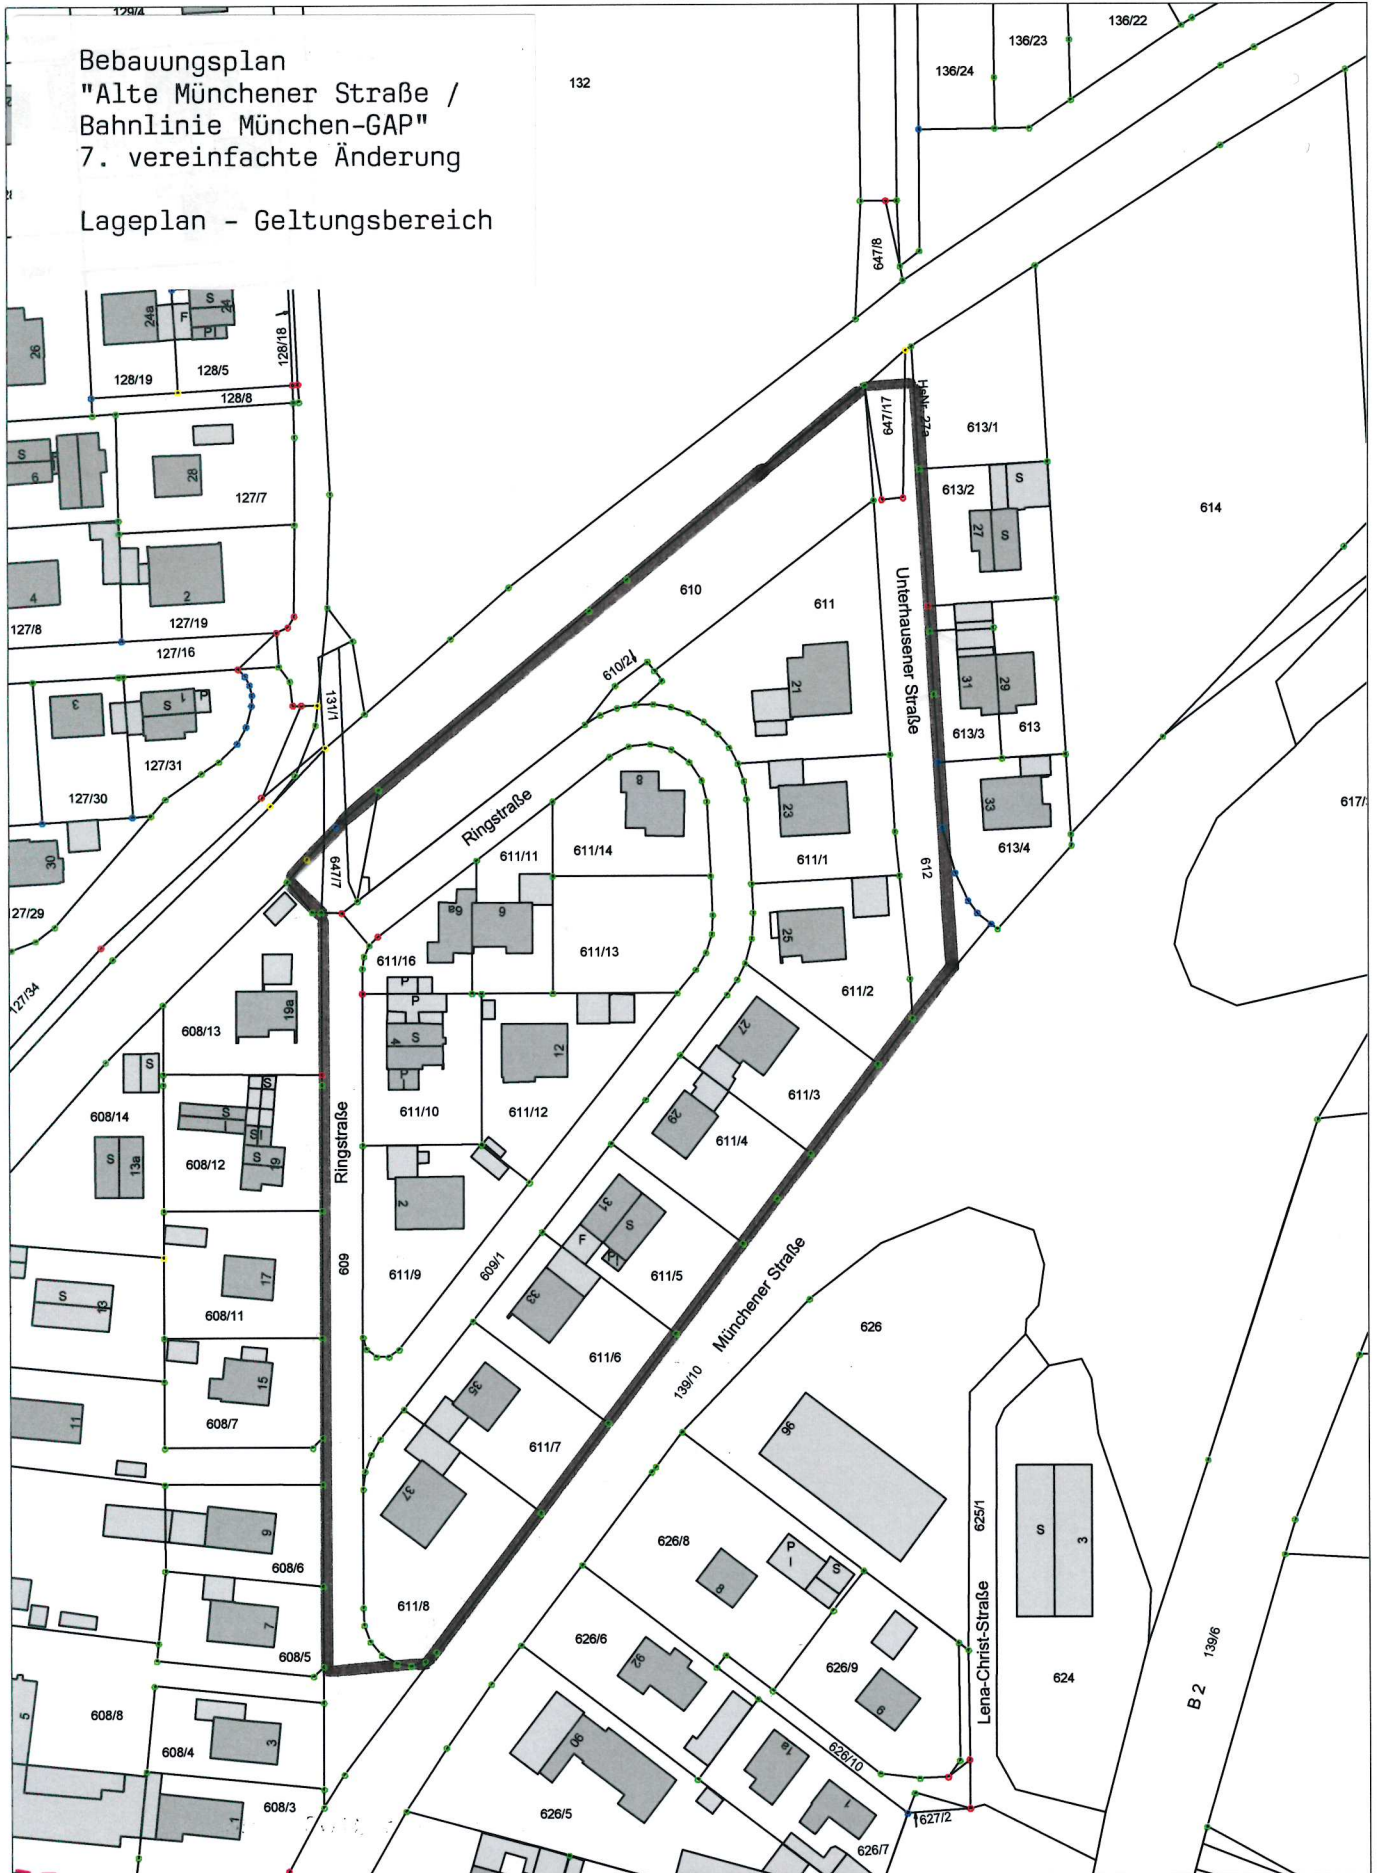 129/4
Bebauungsplan
"Alte Münchener Straße /
Bahnlinie München-GAP"
7. vereinfachte Änderung
Lageplan - Geltungsbereich
132
136/22
136/23
136/24
647/8
24a
F
S
24
P
26
128/19
128/5
128/18
128/8
S
6
28
127/7
647/17
HsNr. 27a
613/1
613/2
S
27
S
614
4
2
127/8
127/19
127/16
610
611
Unterhausener Straße
610/2
21
31
29
613/3
613
3
S
1
P
131/1
127/31
127/30
30
Ringstraße
8
23
33
617/
613/4
611/11
611/14
611/1
612
647/7
27/29
6a
6
25
611/16
611/13
611/2
127/34
P
P
608/13
19a
4
S
P
I
12
27
S
608/14
S
S
I
S I
S
19
608/12
611/10
611/12
611/3
29
611/4
S
13a
Ringstraße
2
31
S
F
P I
611/5
33
609
609/1
611/9
Münchener Straße
S
13
17
608/11
611/6
626
139/10
15
608/7
35
611/7
11
37
96
9
608/6
626/8
P
I
S
8
625/1
S
3
7
608/5
611/8
626/6
92
626/9
9
Lena-Christ-Straße
624
139/6
B 2
5
608/8
608/4
3
90
1a
626/10
1
608/3
1
626/5
627/2
626/7